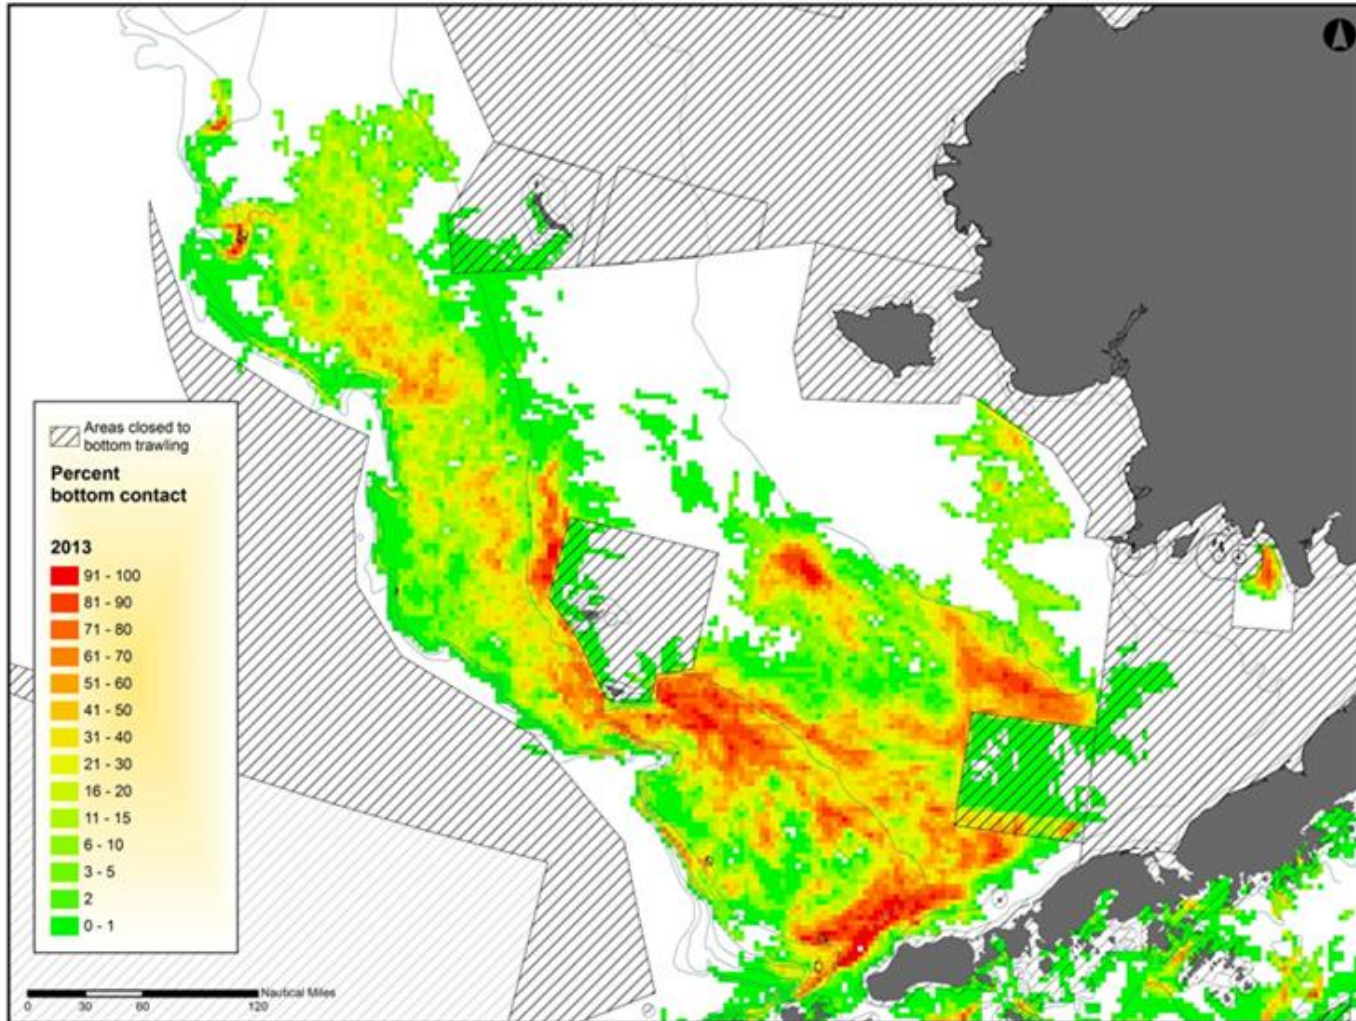 Areas closed to
bottom trawling
Percent
bottom contact
2013
91 - 100
81 - 90
71 - 80
61 - 70
51 - 60
41 - 50
31 - 40
21 - 30
16 - 20
11 - 15
6 - 10
3 - 5
2
0 - 1
Nautical Miles
0 30 60 120